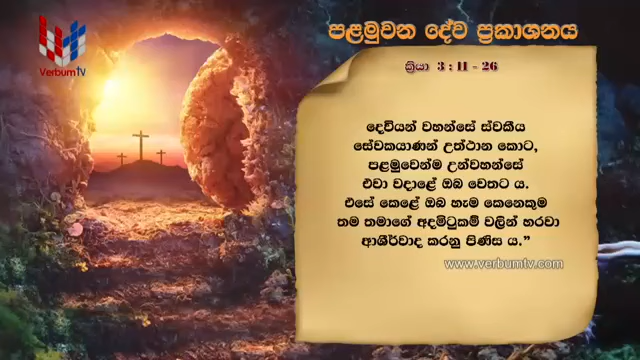 Verbum tv
පළමුවන දේව ප්‍රකාශනය
ක්‍රියා 3 : 11 - 26
දෙවියන් වහන්සේ ස්වකීය
සේවකයාණන් උත්ථාන කොට,
පළමුවෙන්ම උන්වහන්සේ
එවා වදාළේ ඔබ වෙතට ය.
එසේ කෙළේ ඔබ හැම කෙනෙකුම
තම තමාගේ අදමිටුකම් වලින් හරවා
ආශීර්වාද කරනු පිණිස ය.”
www.verbumtv.com